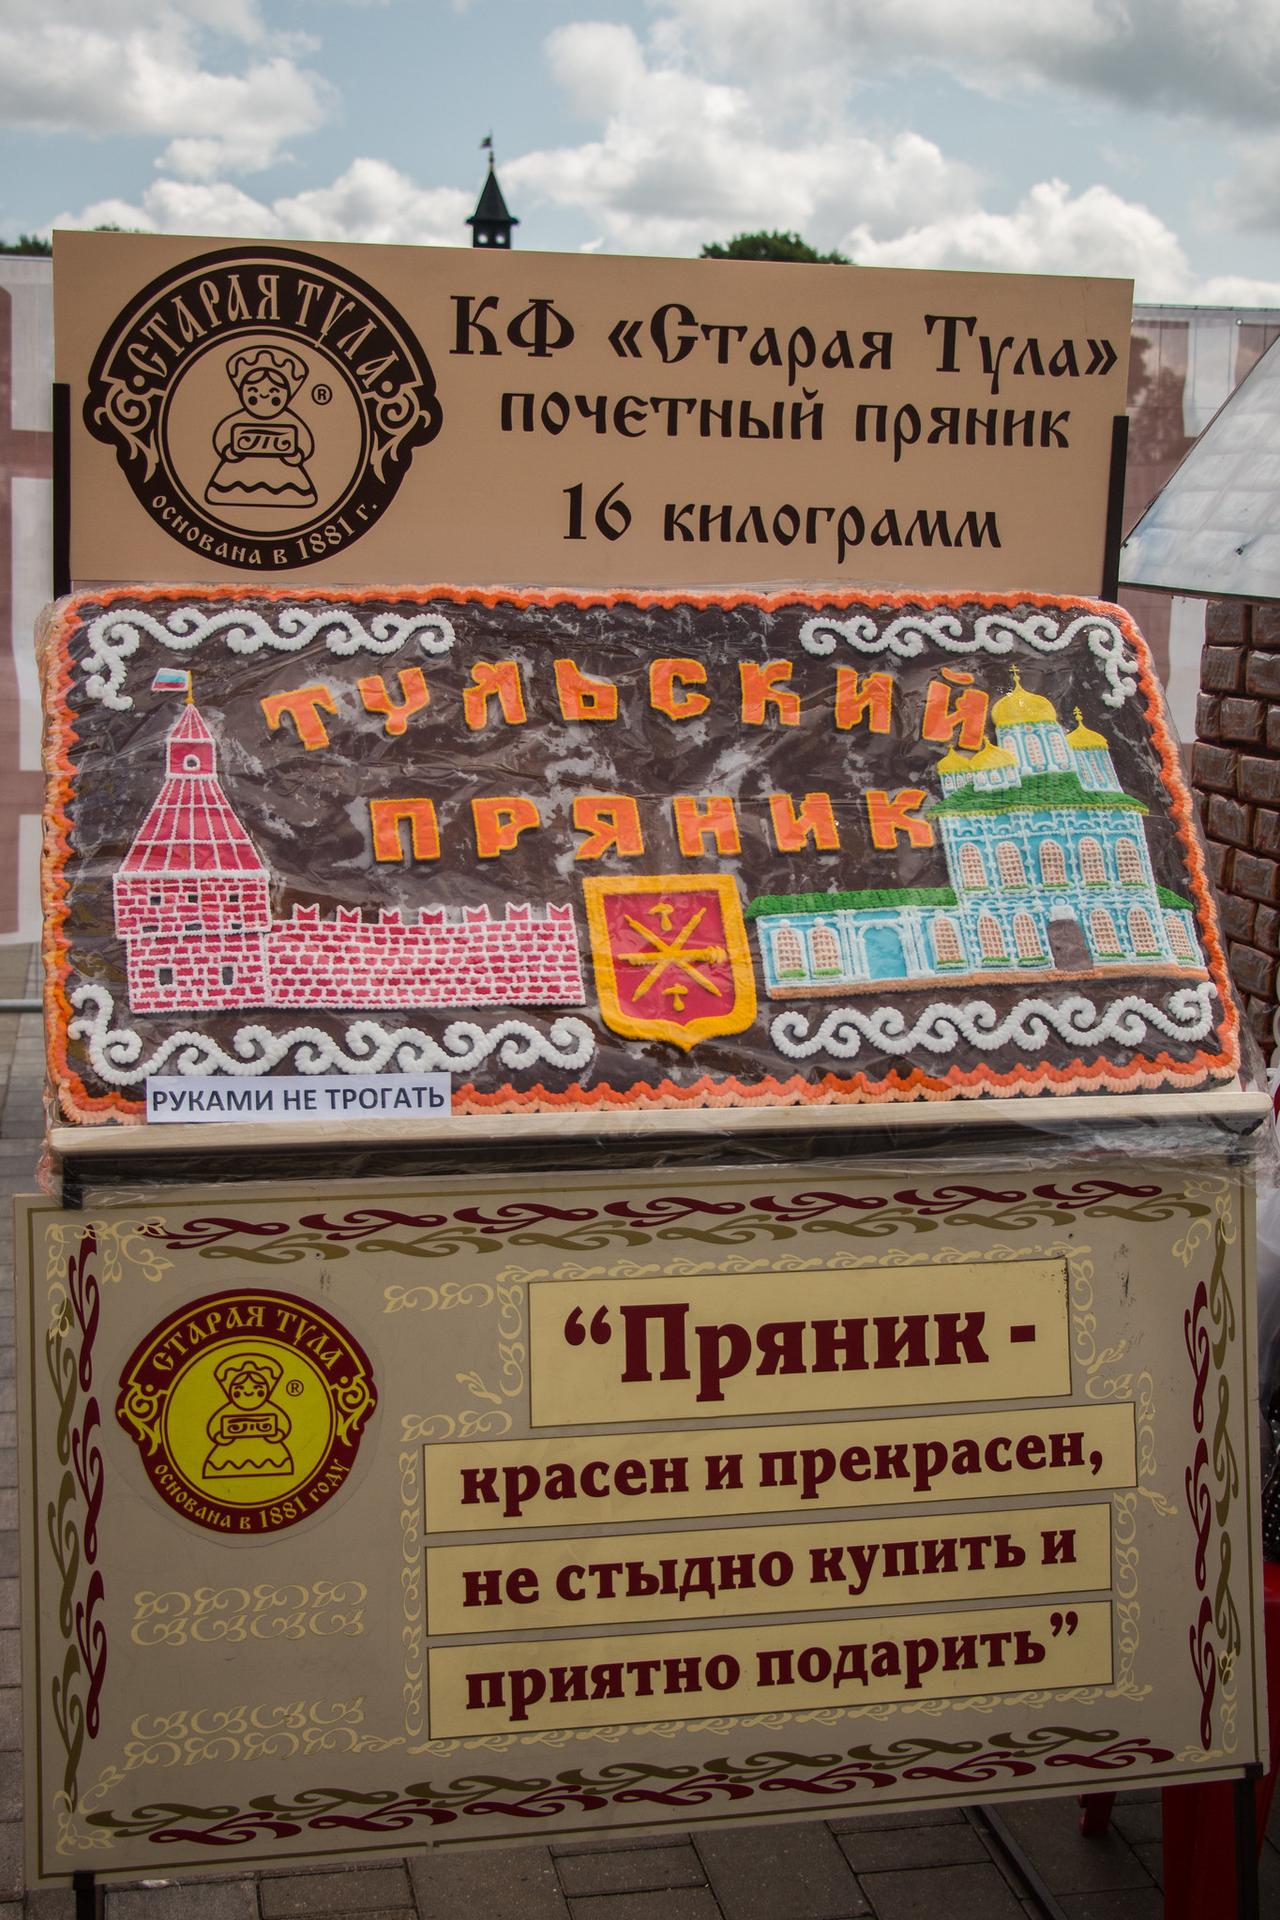 СТАРАЯ ТУЛА
®
основана в 1881 г.
КФ «Старая Тула»
почетный пряник
16 килограмм
ТУЛЬСКИЙ
ПРЯНИК
РУКАМИ НЕ ТРОГАТЬ
СТАРАЯ ТУЛА
®
основана в 1881 году
“Пряник -
красен и прекрасен,
не стыдно купить и
приятно подарить”